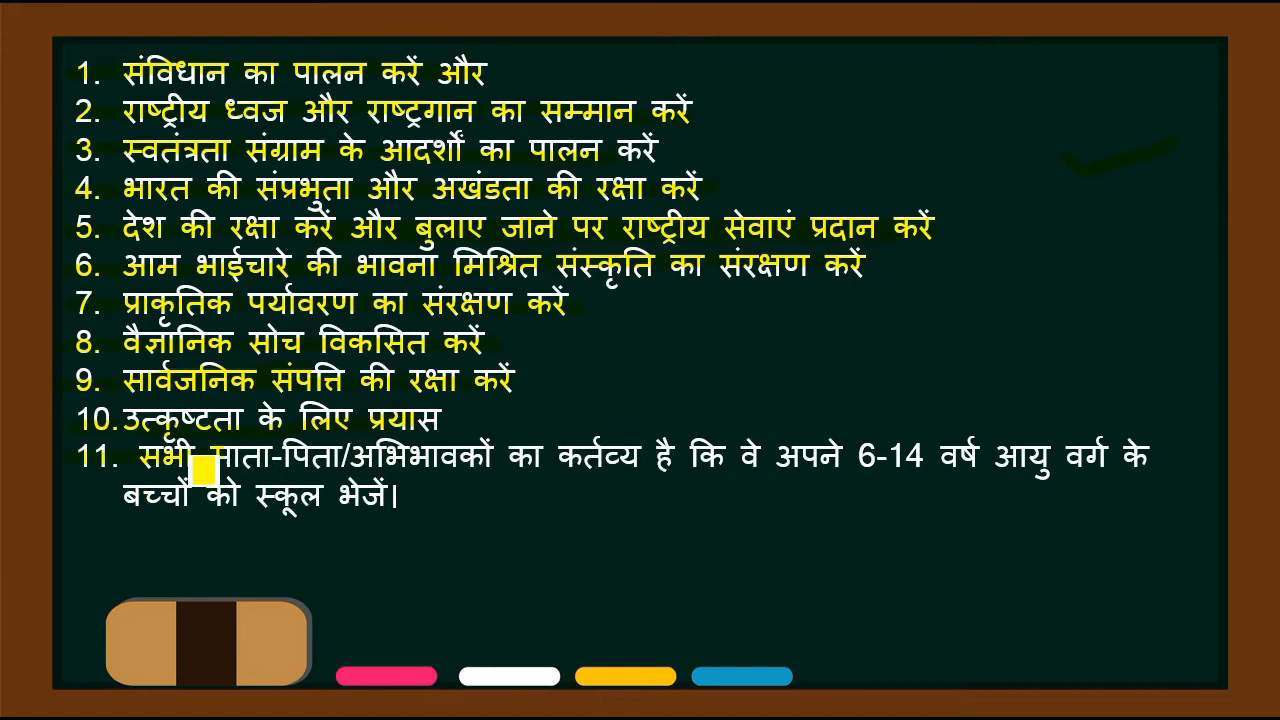 1. संविधान का पालन करें और
2. राष्ट्रीय ध्वज और राष्ट्रगान का सम्मान करें
3. स्वतंत्रता संग्राम के आदर्शों का पालन करें
4. भारत की संप्रभुता और अखंडता की रक्षा करें
5. देश की रक्षा करें और बुलाए जाने पर राष्ट्रीय सेवाएं प्रदान करें
6. आम भाईचारे की भावना मिश्रित संस्कृति का संरक्षण करें
7. प्राकृतिक पर्यावरण का संरक्षण करें
8. वैज्ञानिक सोच विकसित करें
9. सार्वजनिक संपत्ति की रक्षा करें
10. उत्कृष्टता के लिए प्रयास
11. सभी माता-पिता/अभिभावकों का कर्तव्य है कि वे अपने 6-14 वर्ष आयु वर्ग के
बच्चों को स्कूल भेजें।